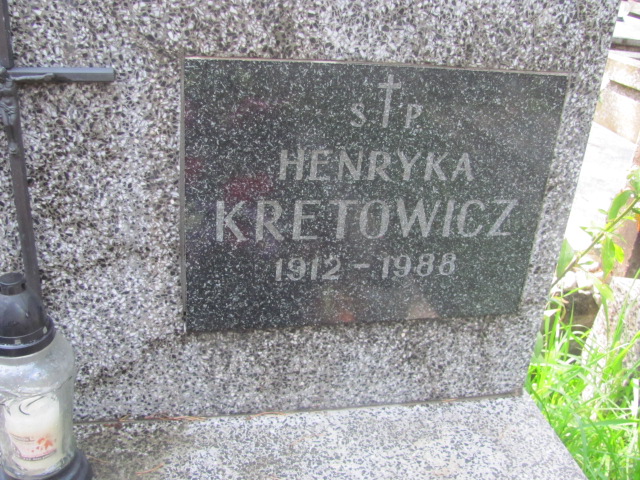 Ś P
HENRYKA
KRETOWICZ
1912 - 1988